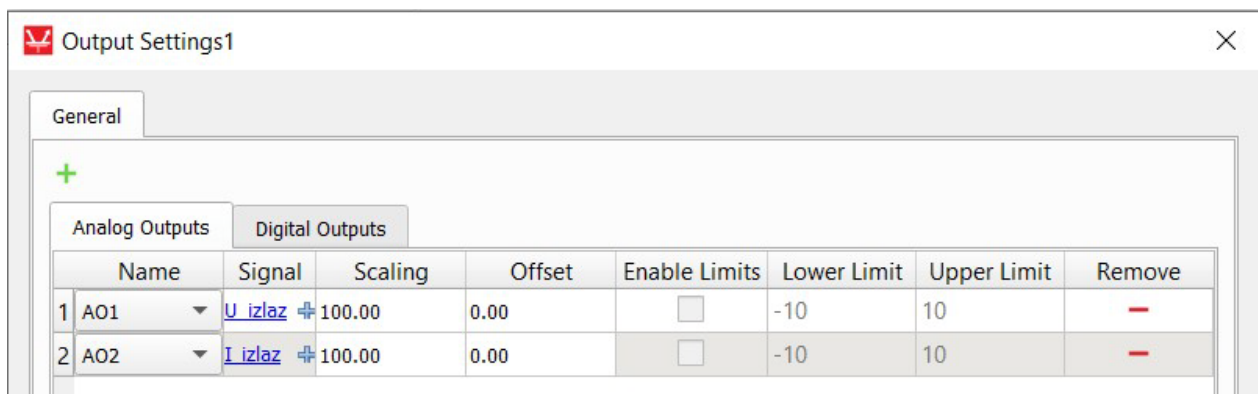 Output Settings1
General
Analog Outputs Digital Outputs
Name Signal Scaling Offset Enable Limits Lower Limit Upper Limit Remove
1 AO1 U_izlaz 100.00 0.00 -10 10
2 AO2 I_izlaz 100.00 0.00 -10 10